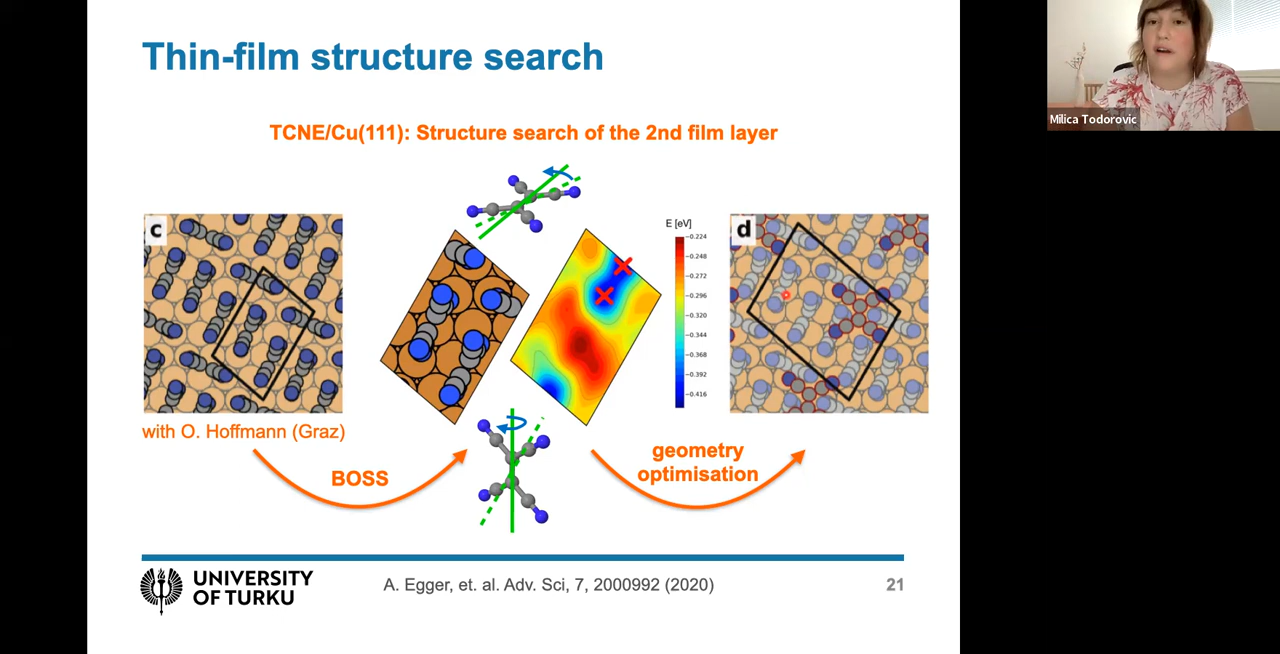 Thin-film structure search
Milica Todorovic
TCNE/Cu(111): Structure search of the 2nd film layer
c
E [eV]
−0.224
−0.248
−0.272
−0.296
−0.320
−0.344
−0.368
−0.392
−0.416
d
with O. Hoffmann (Graz)
BOSS
geometry
optimisation
UNIVERSITY
OF TURKU
A. Egger, et. al. Adv. Sci, 7, 2000992 (2020)
21